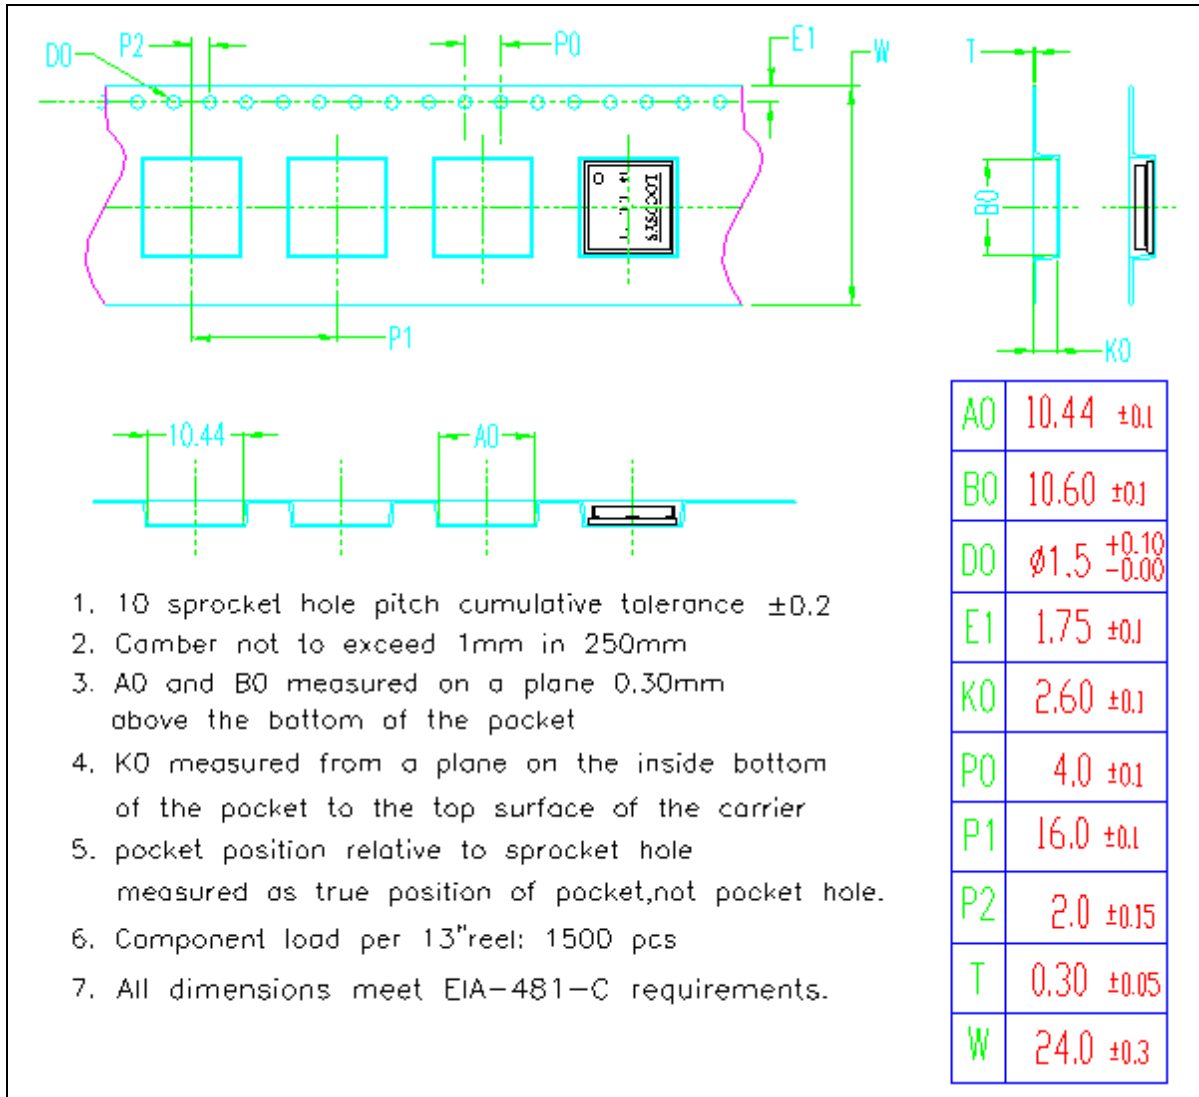 P2
P0
E1
D0
W
T
LOCOSYS
B0
P1
K0
10.44
A0
A0 10.44 ±0.1
B0 10.60 ±0.1
D0 ø1.5 +0.10 -0.00
E1 1.75 ±0.1
K0 2.60 ±0.1
P0 4.0 ±0.1
P1 16.0 ±0.1
P2 2.0 ±0.15
T 0.30 ±0.05
W 24.0 ±0.3
1. 10 sprocket hole pitch cumulative tolerance ±0.2
2. Camber not to exceed 1mm in 250mm
3. A0 and B0 measured on a plane 0.30mm
above the bottom of the pocket
4. K0 measured from a plane on the inside bottom
of the pocket to the top surface of the carrier
5. pocket position relative to sprocket hole
measured as true position of pocket,not pocket hole.
6. Component load per 13"reel: 1500 pcs
7. All dimensions meet EIA-481-C requirements.